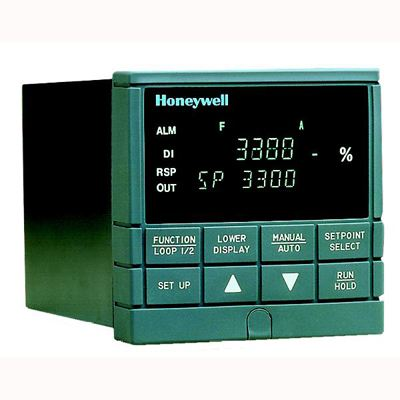 Honeywell
F A
ALM
3300 - %
DI
RSP
SP 3300
OUT
FUNCTION
LOOP 1/2
LOWER
DISPLAY
MANUAL
AUTO
SETPOINT
SELECT
SET UP
▲
▼
RUN
HOLD